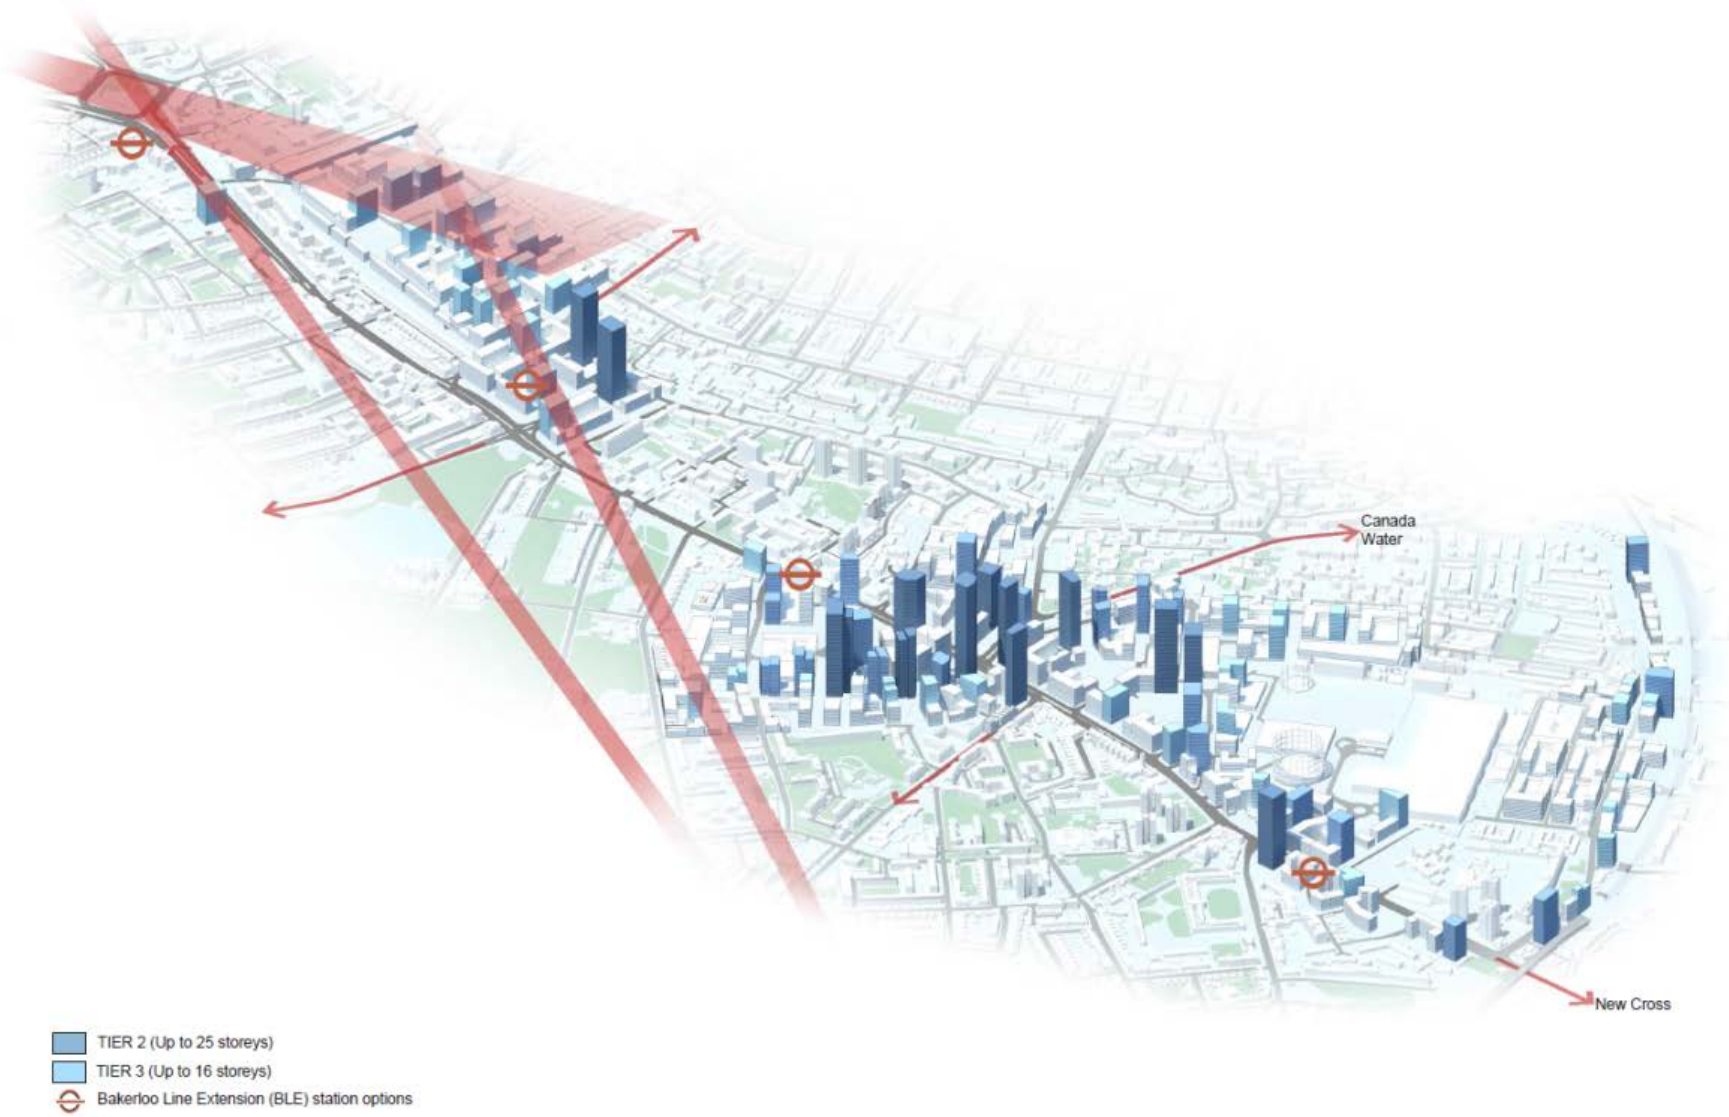 Canada
Water
New Cross
TIER 2 (Up to 25 storeys)
TIER 3 (Up to 16 storeys)
Bakerloo Line Extension (BLE) station options